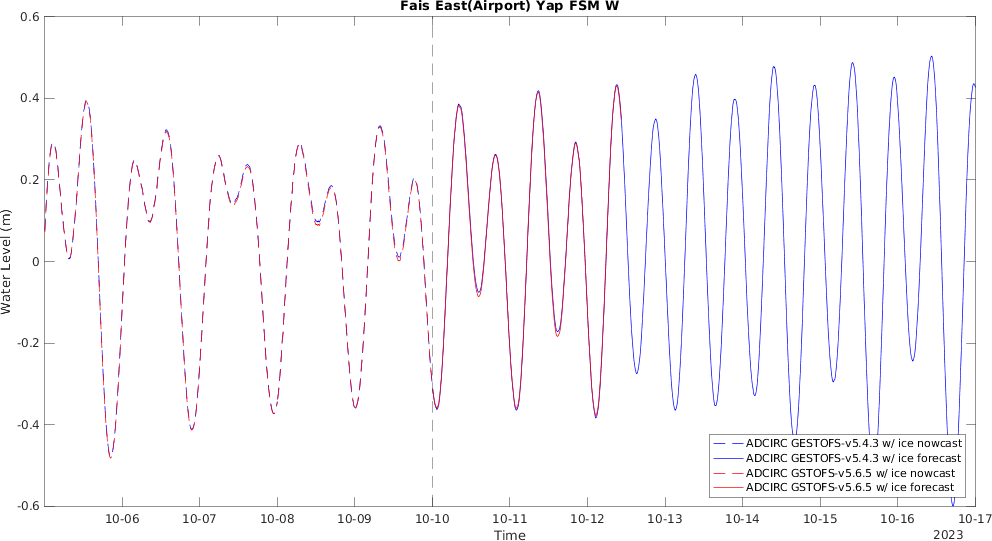 Fais East(Airport) Yap FSM W
0.6
0.4
0.2
0
-0.2
-0.4
-0.6
Water Level (m)
ADCIRC GESTOFS-v5.4.3 w/ ice nowcast
ADCIRC GESTOFS-v5.4.3 w/ ice forecast
ADCIRC GSTOFS-v5.6.5 w/ ice nowcast
ADCIRC GSTOFS-v5.6.5 w/ ice forecast
10-06 10-07 10-08 10-09 10-10 10-11 10-12 10-13 10-14 10-15 10-16 10-17
Time
2023